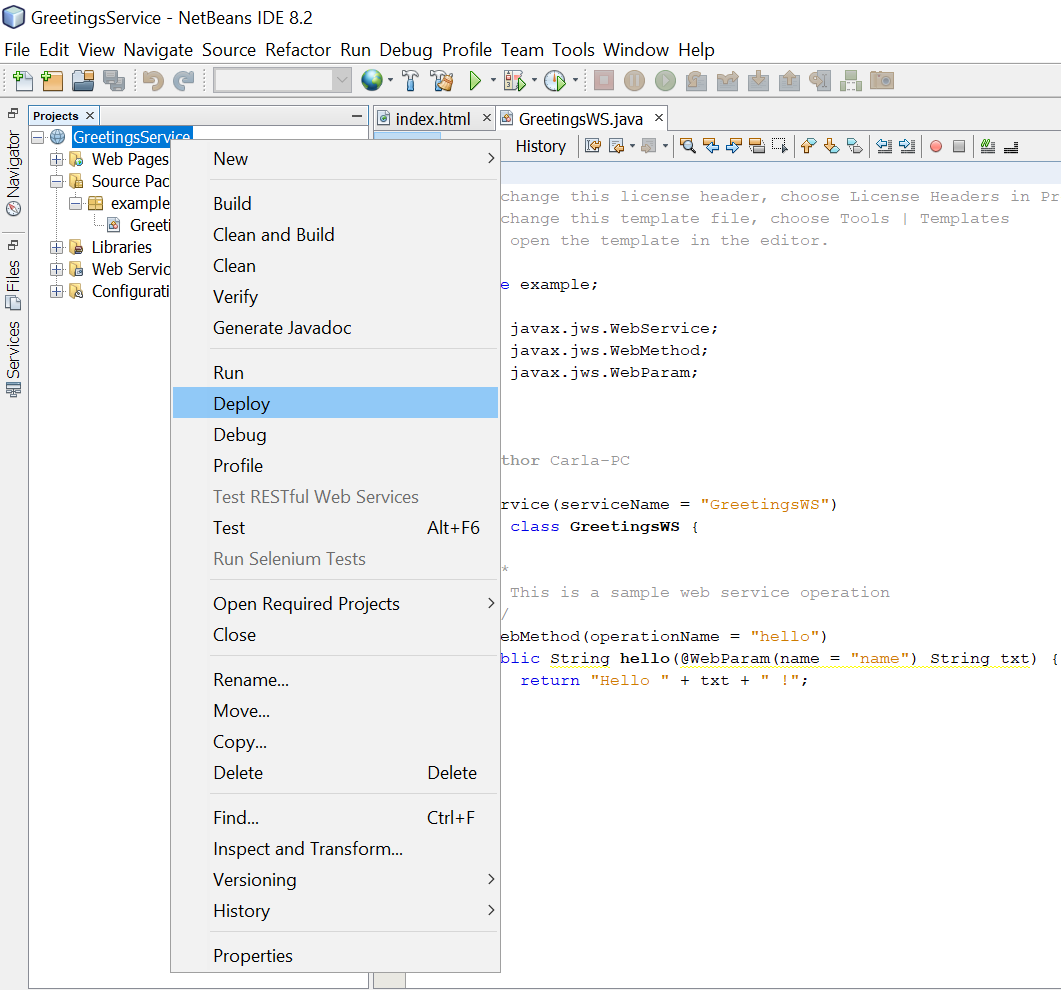 GreetingsService - NetBeans IDE 8.2
File Edit View Navigate Source Refactor Run Debug Profile Team Tools Window Help
Projects
index.html
GreetingsWS.java
Navigator
Files
Services
GreetingsService
Web Pages
Source Pac
example
Greeti
Libraries
Web Servic
Configurati
New
Build
Clean and Build
Clean
Verify
Generate Javadoc
Run
Deploy
Debug
Profile
Test RESTful Web Services
Test Alt+F6
Run Selenium Tests
Open Required Projects
Close
Rename...
Move...
Copy...
Delete Delete
Find... Ctrl+F
Inspect and Transform...
Versioning
History
Properties
History
change this license header, choose License Headers in Pr
change this template file, choose Tools | Templates
open the template in the editor.
e example;
javax.jws.WebService;
javax.jws.WebMethod;
javax.jws.WebParam;
thor Carla-PC
rvice(serviceName = "GreetingsWS")
class GreetingsWS {
*
This is a sample web service operation
/
ebMethod(operationName = "hello")
blic String hello(@WebParam(name = "name") String txt) {
return "Hello " + txt + " !";